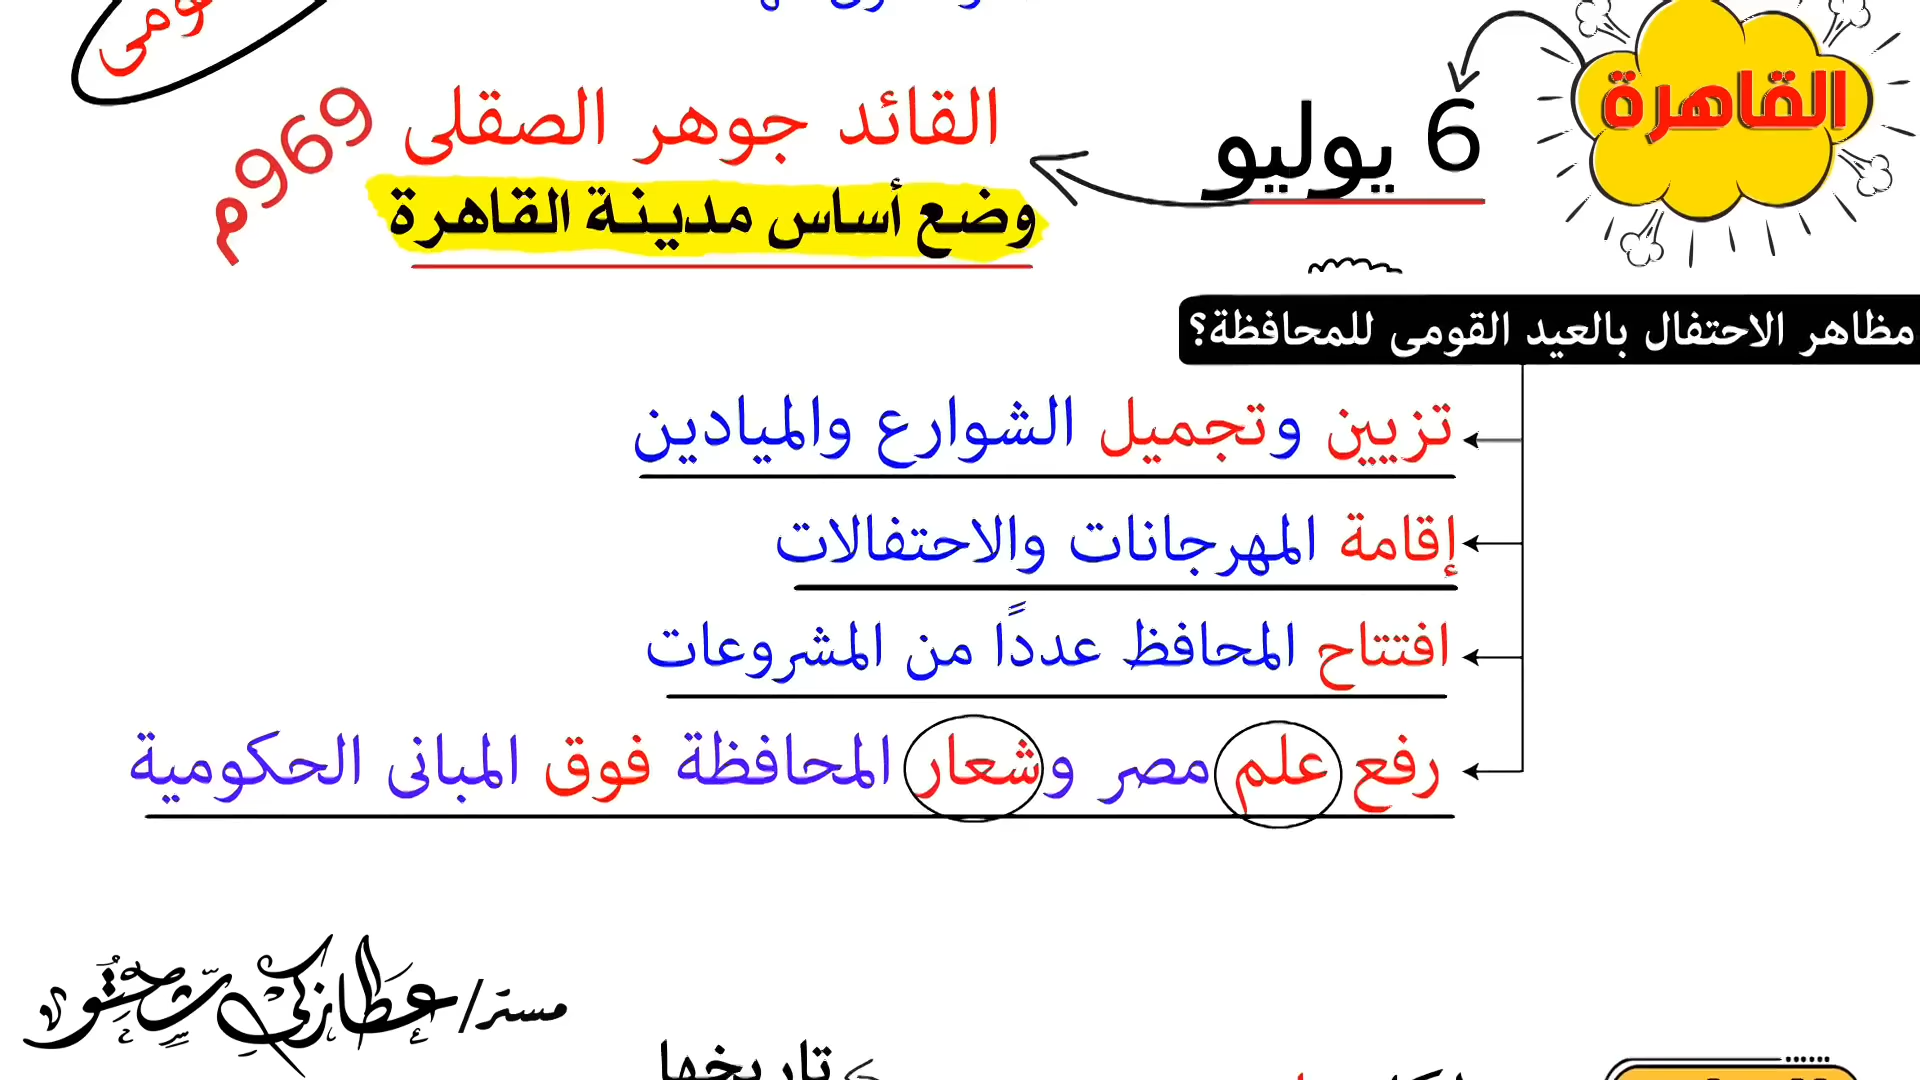 القاهرة
6 يوليو
القائد جوهر الصقلى
969م
وضع أساس مدينة القاهرة
مظاهر الاحتفال بالعيد القومى للمحافظة؟
تزيين وتجميل الشوارع والميادين
إقامة المهرجانات والاحتفالات
افتتاح المحافظ عددًا من المشروعات
رفع علم مصر وشعار المحافظة فوق المبانى الحكومية
مستر/ عطا زكى
تاريخها